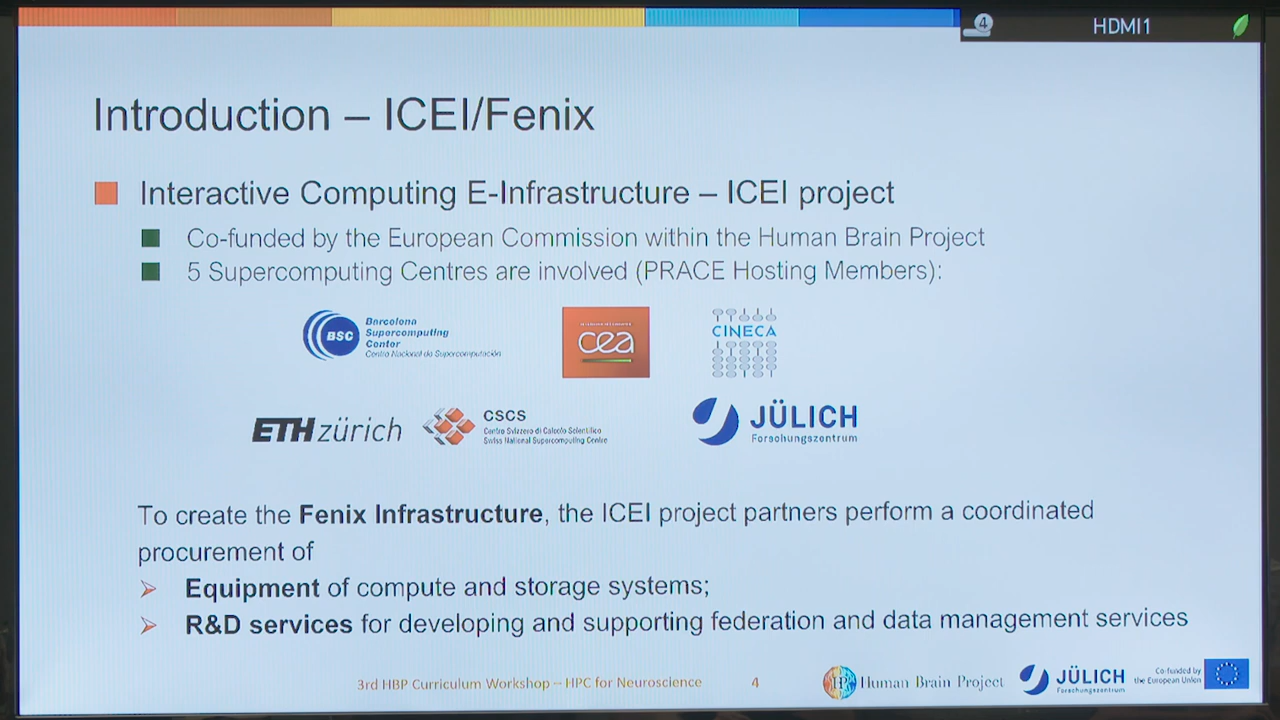 4
HDMI1
Introduction – ICEI/Fenix
Interactive Computing E-Infrastructure – ICEI project
Co-funded by the European Commission within the Human Brain Project
5 Supercomputing Centres are involved (PRACE Hosting Members):
BSC
Barcelona
Supercomputing
Center
Centro Nacional de Supercomputación
cea
CINECA
ETH zürich
CSCS
Centro Svizzero di Calcolo Scientifico
Swiss National Supercomputing Centre
JÜLICH
Forschungszentrum
To create the Fenix Infrastructure, the ICEI project partners perform a coordinated
procurement of
Equipment of compute and storage systems;
R&D services for developing and supporting federation and data management services
3rd HBP Curriculum Workshop – HPC for Neuroscience
4
Human Brain Project
JÜLICH
Forschungszentrum
Co-funded by
the European Union